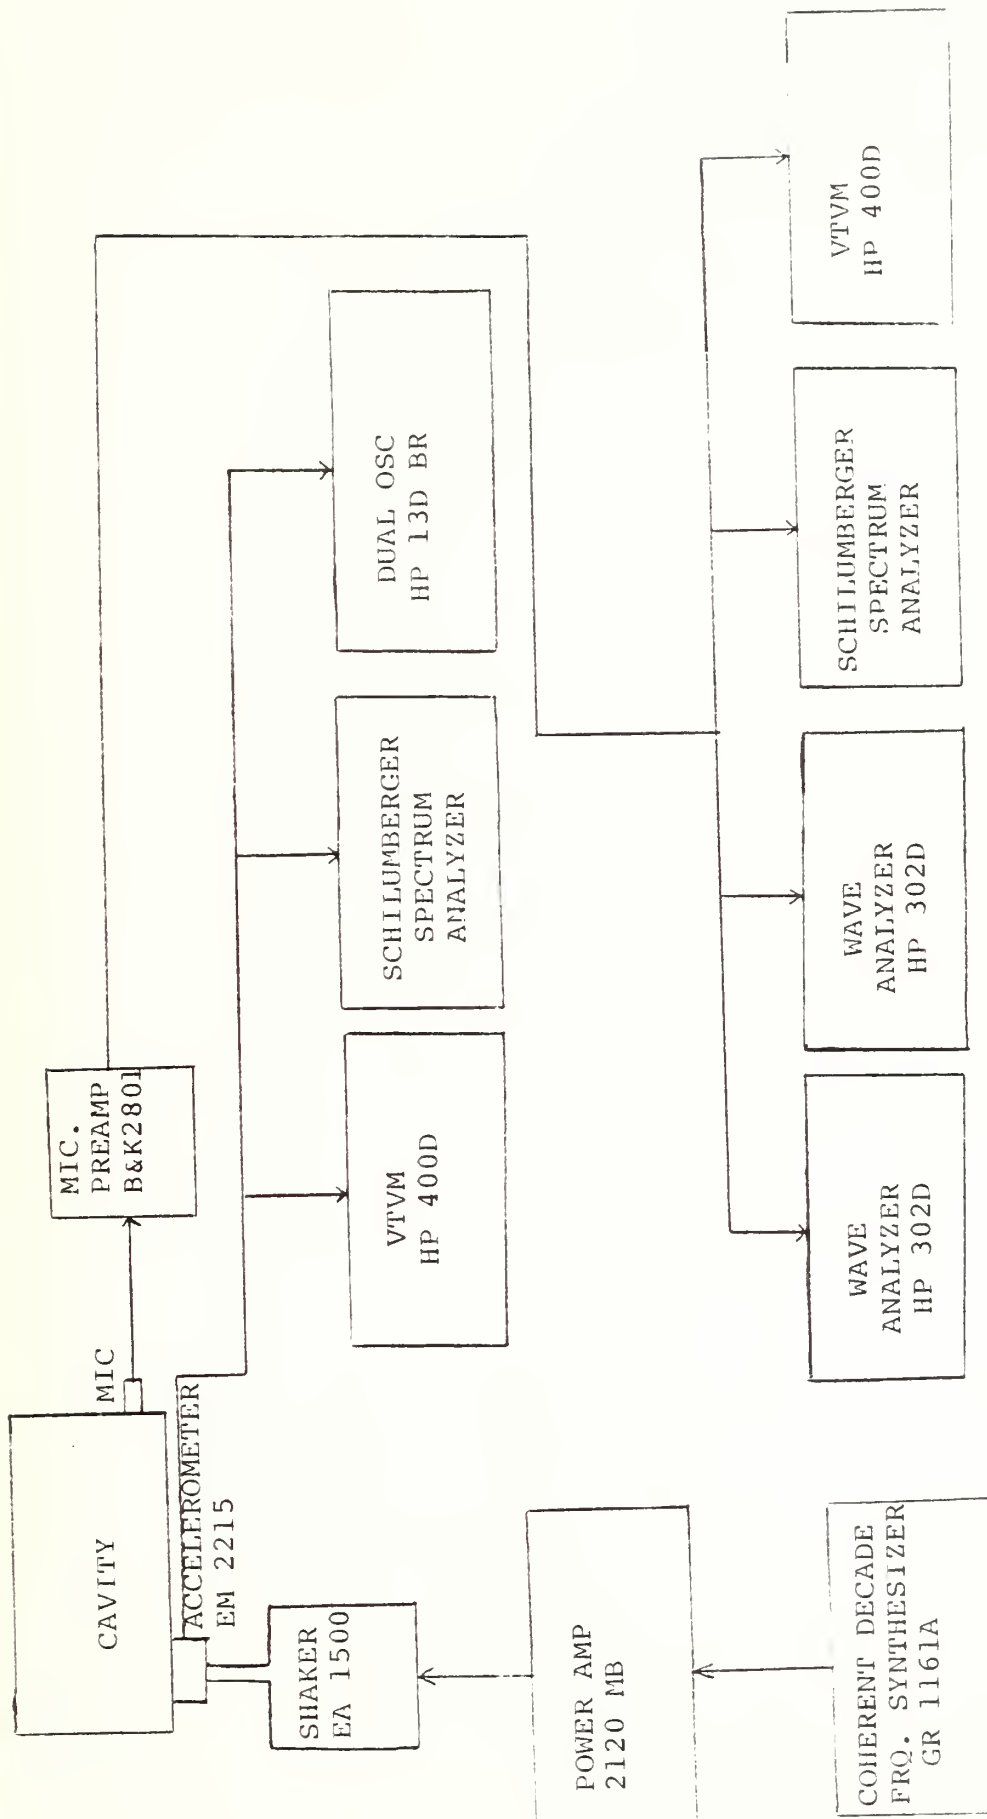 CAVITY
MIC
MIC.
PREAMP
B&K2801
ACCELEROMETER
EM 2215
SHAKER
EA 1500
POWER AMP
2120 MB
COHERENT DECADE
FRQ. SYNTHESIZER
GR 1161A
VTVM
HP 400D
SCHILUMBERGER
SPECTRUM
ANALYZER
DUAL OSC
HP 13D BR
WAVE
ANALYZER
HP 302D
WAVE
ANALYZER
HP 302D
SCHILUMBERGER
SPECTRUM
ANALYZER
VTVM
HP 400D